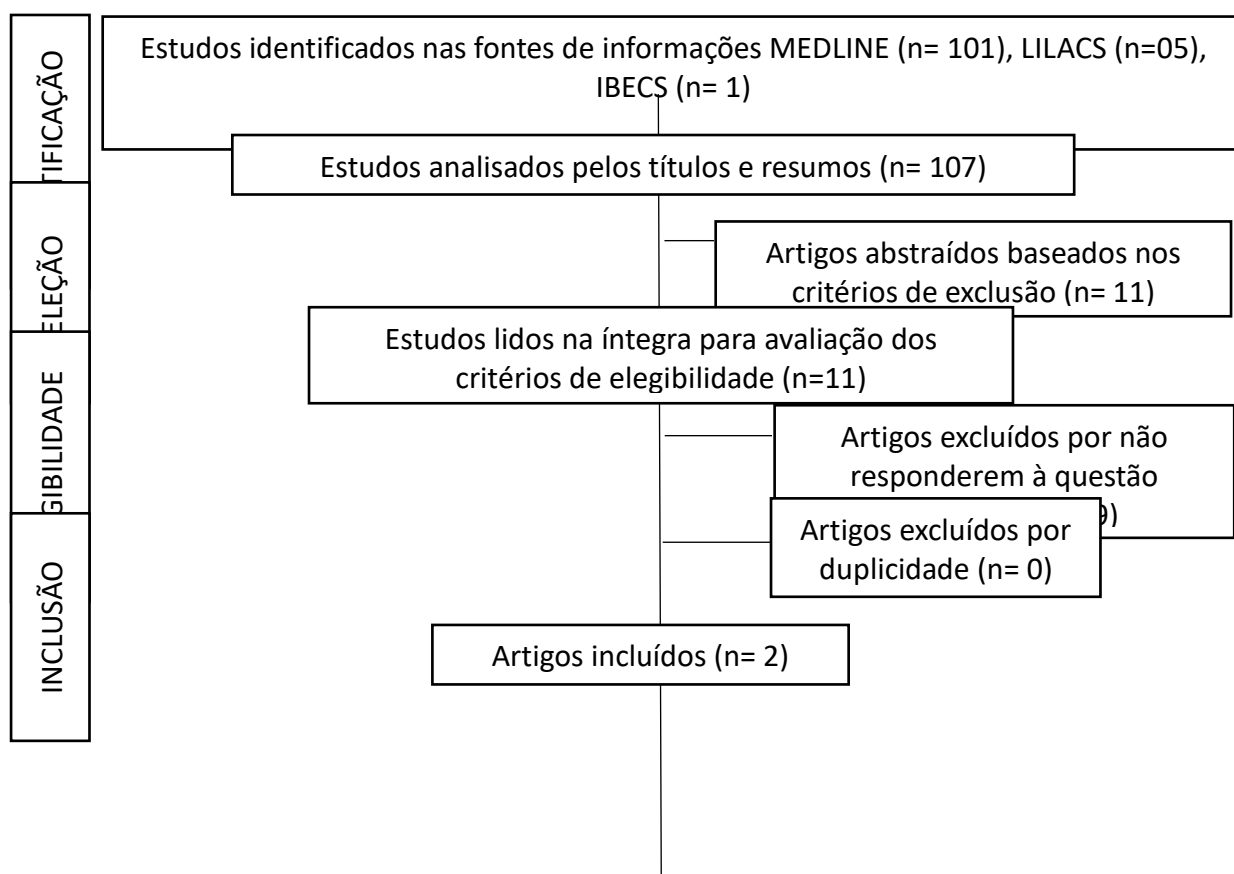 Estudos identificados nas fontes de informações MEDLINE (n= 101), LILACS (n=05),
IBECS (n= 1)
TIFICAÇÃO
Estudos analisados pelos títulos e resumos (n= 107)
ELEÇÃO
Artigos abstraídos baseados nos
critérios de exclusão (n= 11)
Estudos lidos na íntegra para avaliação dos
critérios de elegibilidade (n=11)
GIBILIDADE
Artigos excluídos por não
responderem à questão
9)
Artigos excluídos por
duplicidade (n= 0)
INCLUSÃO
Artigos incluídos (n= 2)